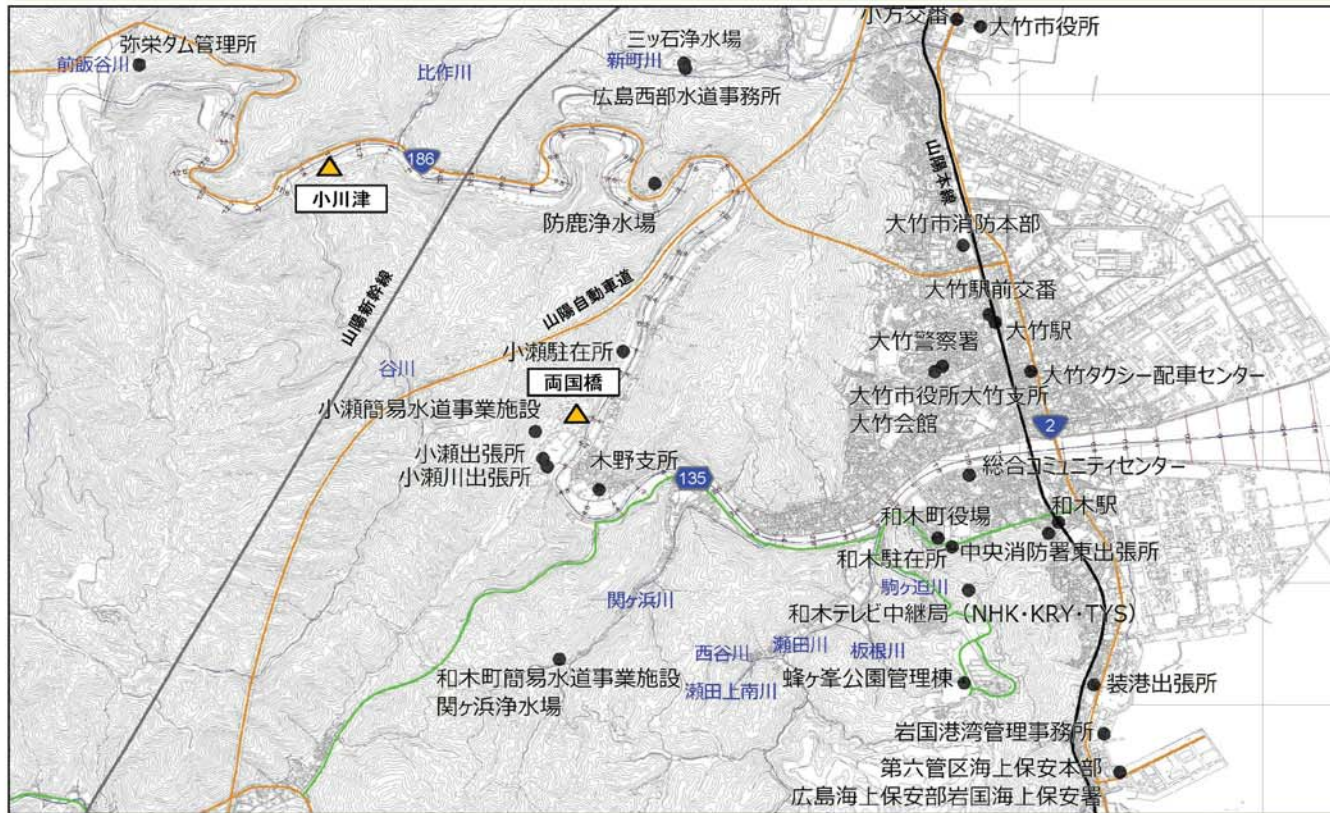 小方交番
大竹市役所
弥栄ダム管理所
前飯谷川
比作川
三ッ石浄水場
新町川
広島西部水道事務所
186
小川津
防鹿浄水場
山陽本線
大竹市消防本部
山陽新幹線
山陽自動車道
大竹駅前交番
大竹駅
小瀬駐在所
大竹警察署
谷川
両国橋
大竹タクシー配車センター
大竹市役所大竹支所
大竹会館
小瀬簡易水道事業施設
2
小瀬出張所
小瀬川出張所
木野支所
135
総合コミュニティセンター
和木駅
和木町役場
中央消防署東出張所
和木駐在所
駒ヶ迫川
関ヶ浜川
和木テレビ中継局（NHK・KRY・TYS）
西谷川
瀬田川
板根川
和木町簡易水道事業施設
関ヶ浜浄水場
瀬田上南川
蜂ヶ峯公園管理棟
装港出張所
岩国港湾管理事務所
第六管区海上保安本部
広島海上保安部岩国海上保安署